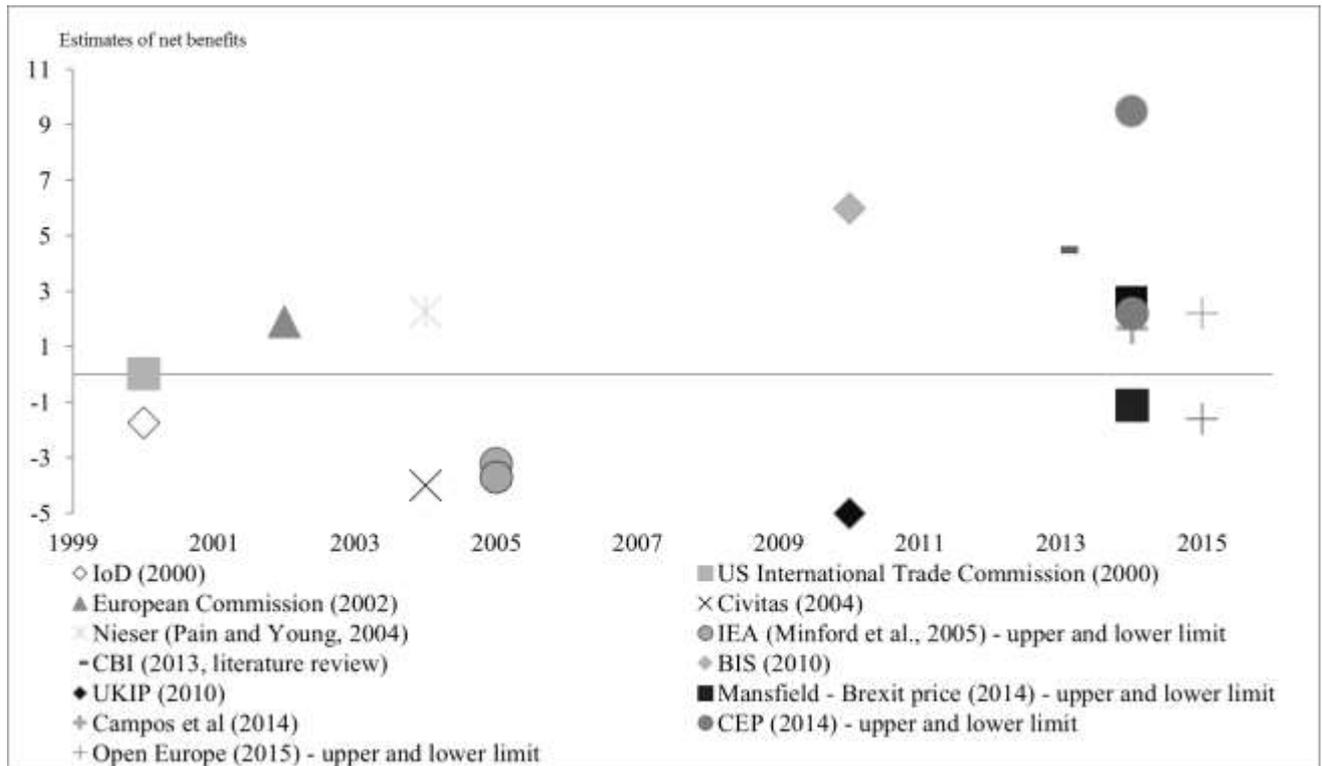 Estimates of net benefits
11
9
7
5
3
1
-1
-3
-5
1999 2001 2003 2005 2007 2009 2011 2013 2015
IoD (2000) US International Trade Commission (2000)
European Commission (2002) Civitas (2004)
Nieser (Pain and Young, 2004) IEA (Minford et al., 2005) - upper and lower limit
CBI (2013, literature review) BIS (2010)
UKIP (2010) Mansfield - Brexit price (2014) - upper and lower limit
Campos et al (2014) CEP (2014) - upper and lower limit
Open Europe (2015) - upper and lower limit